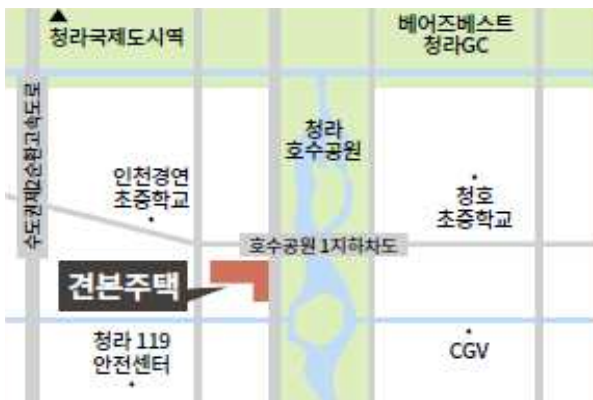 청라국제도시역
베어즈베스트
청라GC
수도권제2순환고속도로
청라
호수공원
인천경연
초중학교
청호
초중학교
호수공원 1지하차도
견본주택
청라 119
안전센터
CGV